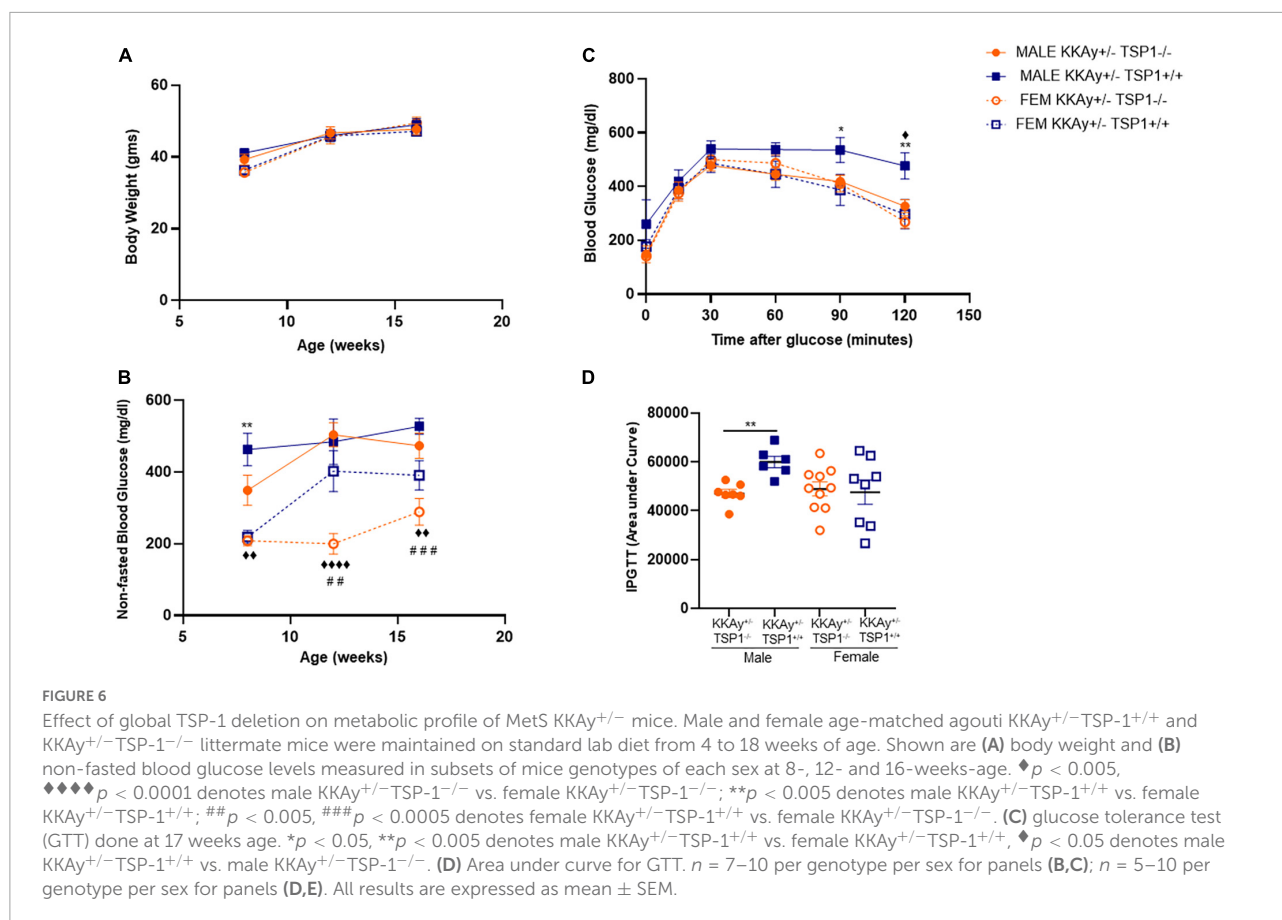 A
60
40
20
0
Body Weight (gms)
5
10
15
20
Age (weeks)
C
800
600
400
200
0
Blood Glucose (mg/dl)
*
♦
**
0
30
60
90
120
150
Time after glucose (minutes)
MALE KKAy+/- TSP1-/-
MALE KKAy+/- TSP1+/+
FEM KKAy+/- TSP1-/-
FEM KKAy+/- TSP1+/+
B
600
400
200
0
Non-fasted Blood Glucose (mg/dl)
**
♦♦
♦♦♦♦
##
♦♦
###
5
10
15
20
Age (weeks)
D
80000
60000
40000
20000
0
IPGTT (Area under Curve)
**
KKAy+/- KKAy+/- KKAy+/- KKAy+/-
TSP1-/- TSP1+/+ TSP1-/- TSP1+/+
Male Female
FIGURE 6
Effect of global TSP-1 deletion on metabolic profile of MetS KKAy+/− mice. Male and female age-matched agouti KKAy+/−TSP-1+/+ and
KKAy+/−TSP-1−/− littermate mice were maintained on standard lab diet from 4 to 18 weeks of age. Shown are (A) body weight and (B)
non-fasted blood glucose levels measured in subsets of mice genotypes of each sex at 8-, 12- and 16-weeks-age. ♦p < 0.005,
♦♦♦♦p < 0.0001 denotes male KKAy+/−TSP-1−/− vs. female KKAy+/−TSP-1−/−; **p < 0.005 denotes male KKAy+/−TSP-1+/+ vs. female
KKAy+/−TSP-1+/+; ##p < 0.005, ###p < 0.0005 denotes female KKAy+/−TSP-1+/+ vs. female KKAy+/−TSP-1−/−. (C) glucose tolerance test
(GTT) done at 17 weeks age. *p < 0.05, **p < 0.005 denotes male KKAy+/−TSP-1+/+ vs. female KKAy+/−TSP-1+/+, ♦p < 0.05 denotes male
KKAy+/−TSP-1+/+ vs. male KKAy+/−TSP-1−/−. (D) Area under curve for GTT. n = 7–10 per genotype per sex for panels (B,C); n = 5–10 per
genotype per sex for panels (D,E). All results are expressed as mean ± SEM.